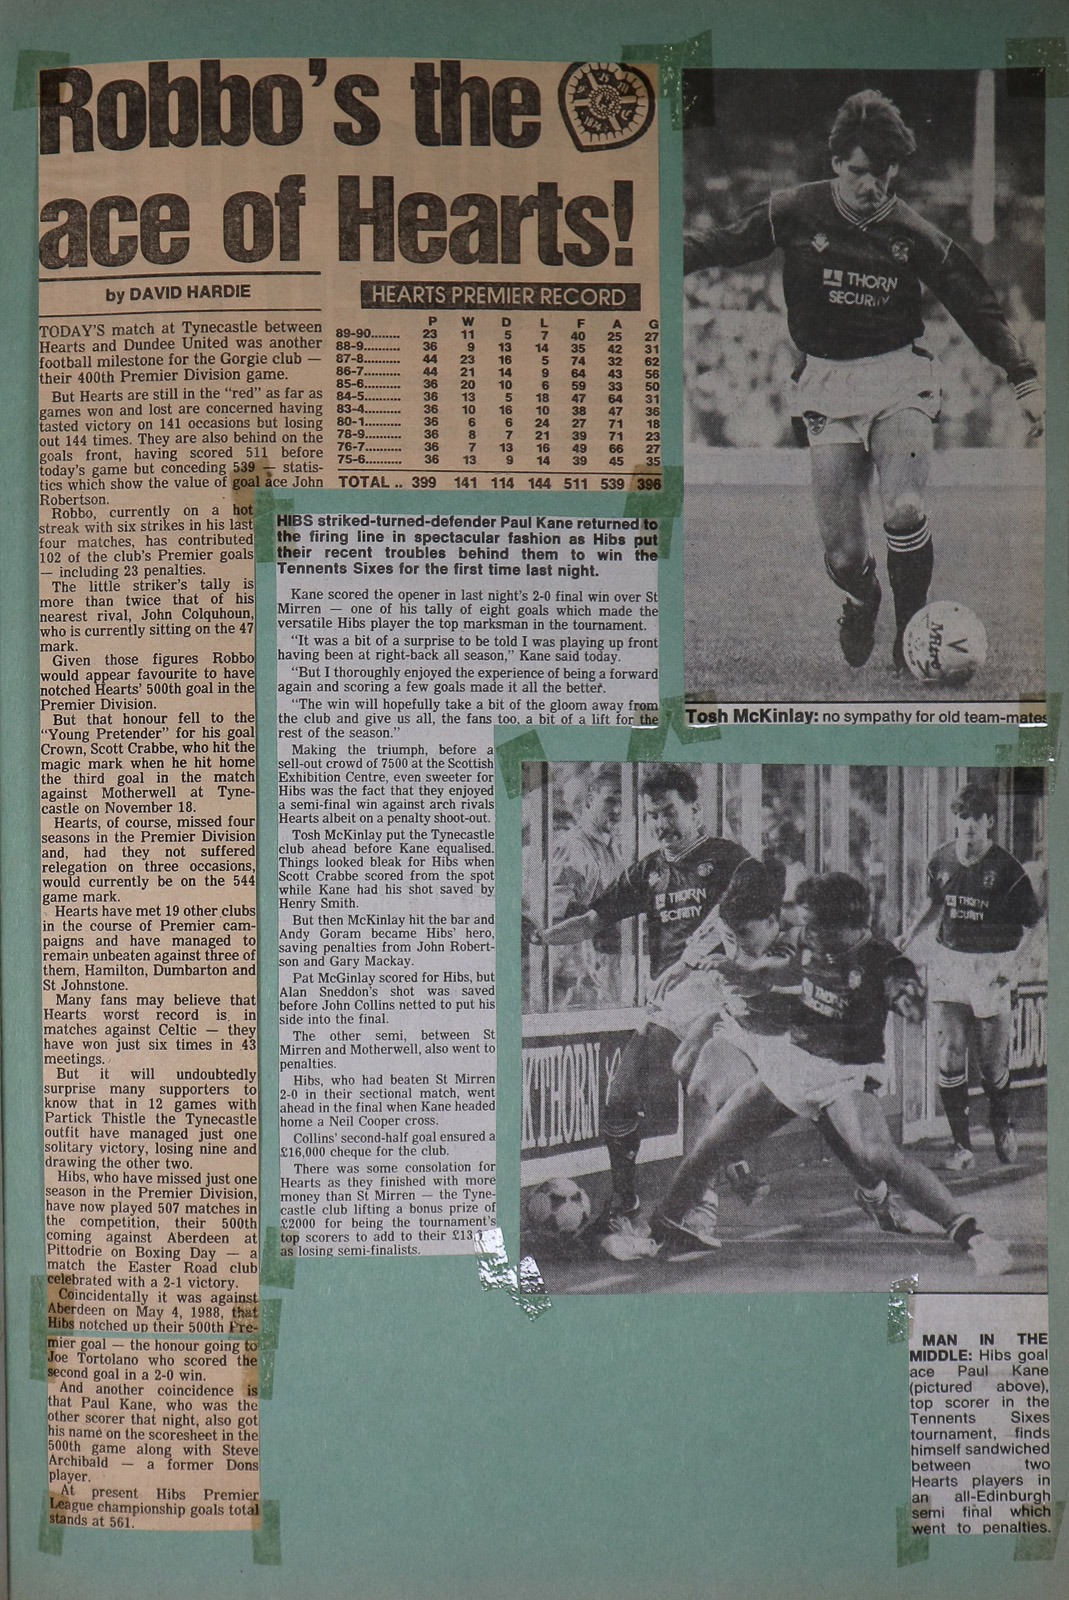 Robbo's the
ace of Hearts!
by DAVID HARDIE
TODAY'S match at Tynecastle between
Hearts and Dundee United was another
football milestone for the Gorgie club —
their 400th Premier Division game.
But Hearts are still in the "red" as far as
games won and lost are concerned having
tasted victory on 141 occasions but losing
out 144 times. They are also behind on the
goals front, having scored 511 before
today's game but conceding 539 — statis-
tics which show the value of goal ace John
Robertson.
Robbo, currently on a hot
streak with six strikes in his last
four matches, has contributed
102 of the club's Premier goals
— including 23 penalties.
The little striker's tally is
more than twice that of his
nearest rival, John Colquhoun,
who is currently sitting on the 47
mark.
Given those figures Robbo
would appear favourite to have
notched Hearts' 500th goal in the
Premier Division.
But that honour fell to the
"Young Pretender" for his goal
Crown, Scott Crabbe, who hit the
magic mark when he hit home
the third goal in the match
against Motherwell at Tyne-
castle on November 18.
Hearts, of course, missed four
seasons in the Premier Division
and, had they not suffered
relegation on three occasions,
would currently be on the 544
game mark.
Hearts have met 19 other clubs
in the course of Premier cam-
paigns and have managed to
remain unbeaten against three of
them, Hamilton, Dumbarton and
St Johnstone.
Many fans may believe that
Hearts worst record is in
matches against Celtic — they
have won just six times in 43
meetings.
But it will undoubtedly
surprise many supporters to
know that in 12 games with
Partick Thistle the Tynecastle
outfit have managed just one
solitary victory, losing nine and
drawing the other two.
Hibs, who have missed just one
season in the Premier Division,
have now played 507 matches in
the competition, their 500th
coming against Aberdeen at
Pittodrie on Boxing Day — a
match the Easter Road club
celebrated with a 2-1 victory.
Coincidentally it was against
Aberdeen on May 4, 1988, that
Hibs notched up their 500th Pre-
mier goal — the honour going to
Joe Tortolano who scored the
second goal in a 2-0 win.
And another coincidence is
that Paul Kane, who was the
other scorer that night, also got
his name on the scoresheet in the
500th game along with Steve
Archibald — a former Dons
player.
At present Hibs Premier
League championship goals total
stands at 561.
HEARTS PREMIER RECORD
P W D L F A G
89-90......... 23 11 5 7 40 25 27
88-9.......... 36 9 13 14 35 42 31
87-8.......... 44 23 16 5 74 32 62
86-7.......... 44 21 14 9 64 43 56
85-6.......... 36 20 10 6 59 33 50
84-5.......... 36 13 5 18 47 64 31
83-4.......... 36 10 16 10 38 47 36
80-1.......... 36 6 6 24 27 71 18
78-9.......... 36 8 7 21 39 71 23
76-7.......... 36 7 13 16 49 66 27
75-6.......... 36 13 9 14 39 45 35
TOTAL .. 399 141 114 144 511 539 396
HIBS striked-turned-defender Paul Kane returned to
the firing line in spectacular fashion as Hibs put
their recent troubles behind them to win the
Tennents Sixes for the first time last night.
Kane scored the opener in last night's 2-0 final win over St
Mirren — one of his tally of eight goals which made the
versatile Hibs player the top marksman in the tournament.
"It was a bit of a surprise to be told I was playing up front
having been at right-back all season," Kane said today.
"But I thoroughly enjoyed the experience of being a forward
again and scoring a few goals made it all the better.
"The win will hopefully take a bit of the gloom away from
the club and give us all, the fans too, a bit of a lift for the
rest of the season."
Making the triumph, before a
sell-out crowd of 7500 at the Scottish
Exhibition Centre, even sweeter for
Hibs was the fact that they enjoyed
a semi-final win against arch rivals
Hearts albeit on a penalty shoot-out.
Tosh McKinlay put the Tynecastle
club ahead before Kane equalised.
Things looked bleak for Hibs when
Scott Crabbe scored from the spot
while Kane had his shot saved by
Henry Smith.
But then McKinlay hit the bar and
Andy Goram became Hibs' hero,
saving penalties from John Robert-
son and Gary Mackay.
Pat McGinlay scored for Hibs, but
Alan Sneddon's shot was saved
before John Collins netted to put his
side into the final.
The other semi, between St
Mirren and Motherwell, also went to
penalties.
Hibs, who had beaten St Mirren
2-0 in their sectional match, went
ahead in the final when Kane headed
home a Neil Cooper cross.
Collins' second-half goal ensured a
£16,000 cheque for the club.
There was some consolation for
Hearts as they finished with more
money than St Mirren — the Tyne-
castle club lifting a bonus prize of
£2000 for being the tournament's
top scorers to add to their
as losing semi-finalists.
THORN
SECURITY
Mitre
Tosh McKinlay: no sympathy for old team-mates
THORN
SECURITY
THORN
SECURITY
KTHORN
MAN IN THE
MIDDLE: Hibs goal
ace Paul Kane
(pictured above),
top scorer in the
Tennents Sixes
tournament, finds
himself sandwiched
between two
Hearts players in
an all-Edinburgh
semi final which
went to penalties.